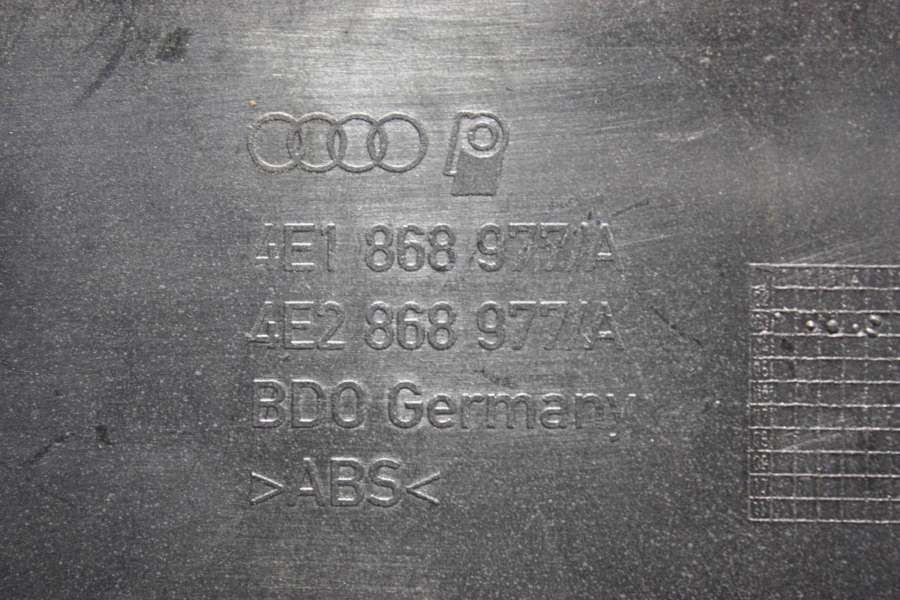 4E1 868 977/A
4E2 868 977/A
BDO Germany
>ABS<